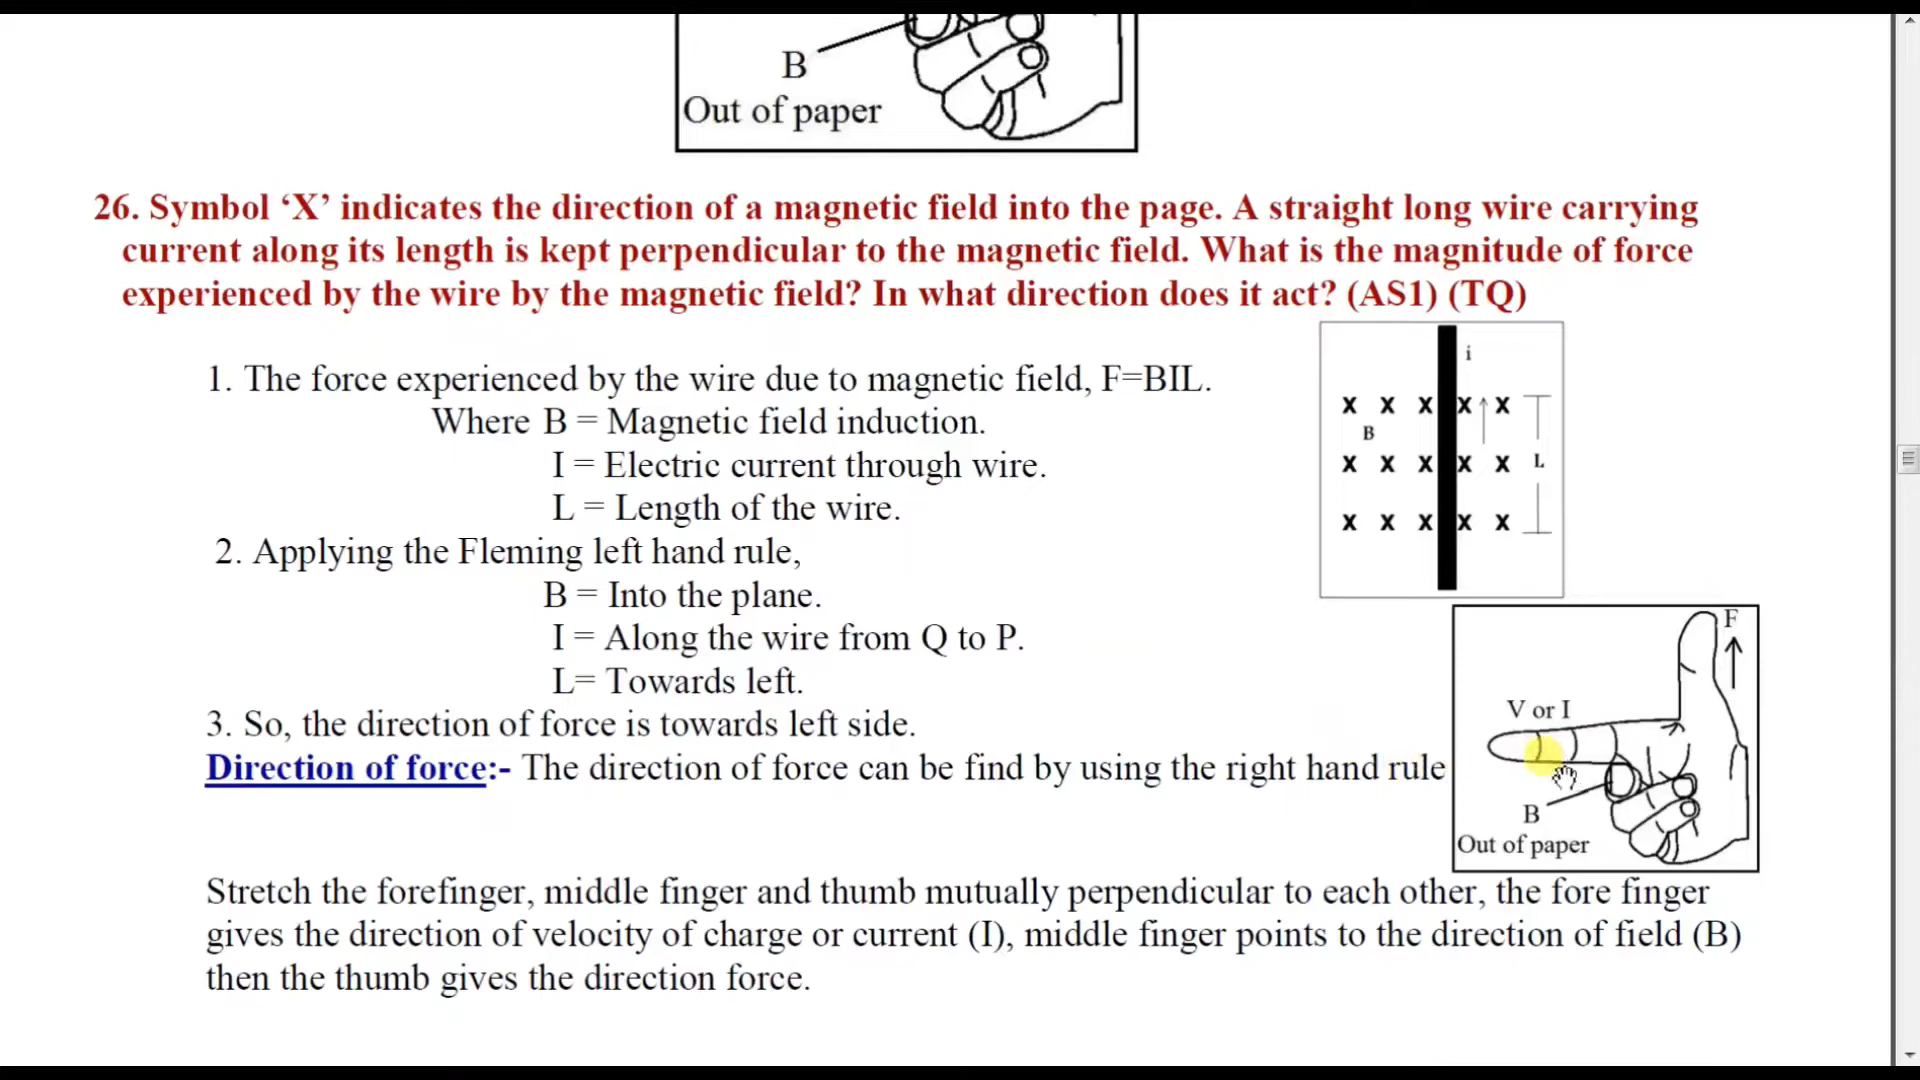 B
Out of paper
26. Symbol ‘X’ indicates the direction of a magnetic field into the page. A straight long wire carrying
current along its length is kept perpendicular to the magnetic field. What is the magnitude of force
experienced by the wire by the magnetic field? In what direction does it act? (AS1) (TQ)
1. The force experienced by the wire due to magnetic field, F=BIL.
Where B = Magnetic field induction.
I = Electric current through wire.
L = Length of the wire.
2. Applying the Fleming left hand rule,
B = Into the plane.
I = Along the wire from Q to P.
L= Towards left.
3. So, the direction of force is towards left side.
Direction of force:- The direction of force can be find by using the right hand rule
i
X X X X X
B
X X X X X L
X X X X X
F
V or I
B
Out of paper
Stretch the forefinger, middle finger and thumb mutually perpendicular to each other, the fore finger
gives the direction of velocity of charge or current (I), middle finger points to the direction of field (B)
then the thumb gives the direction force.